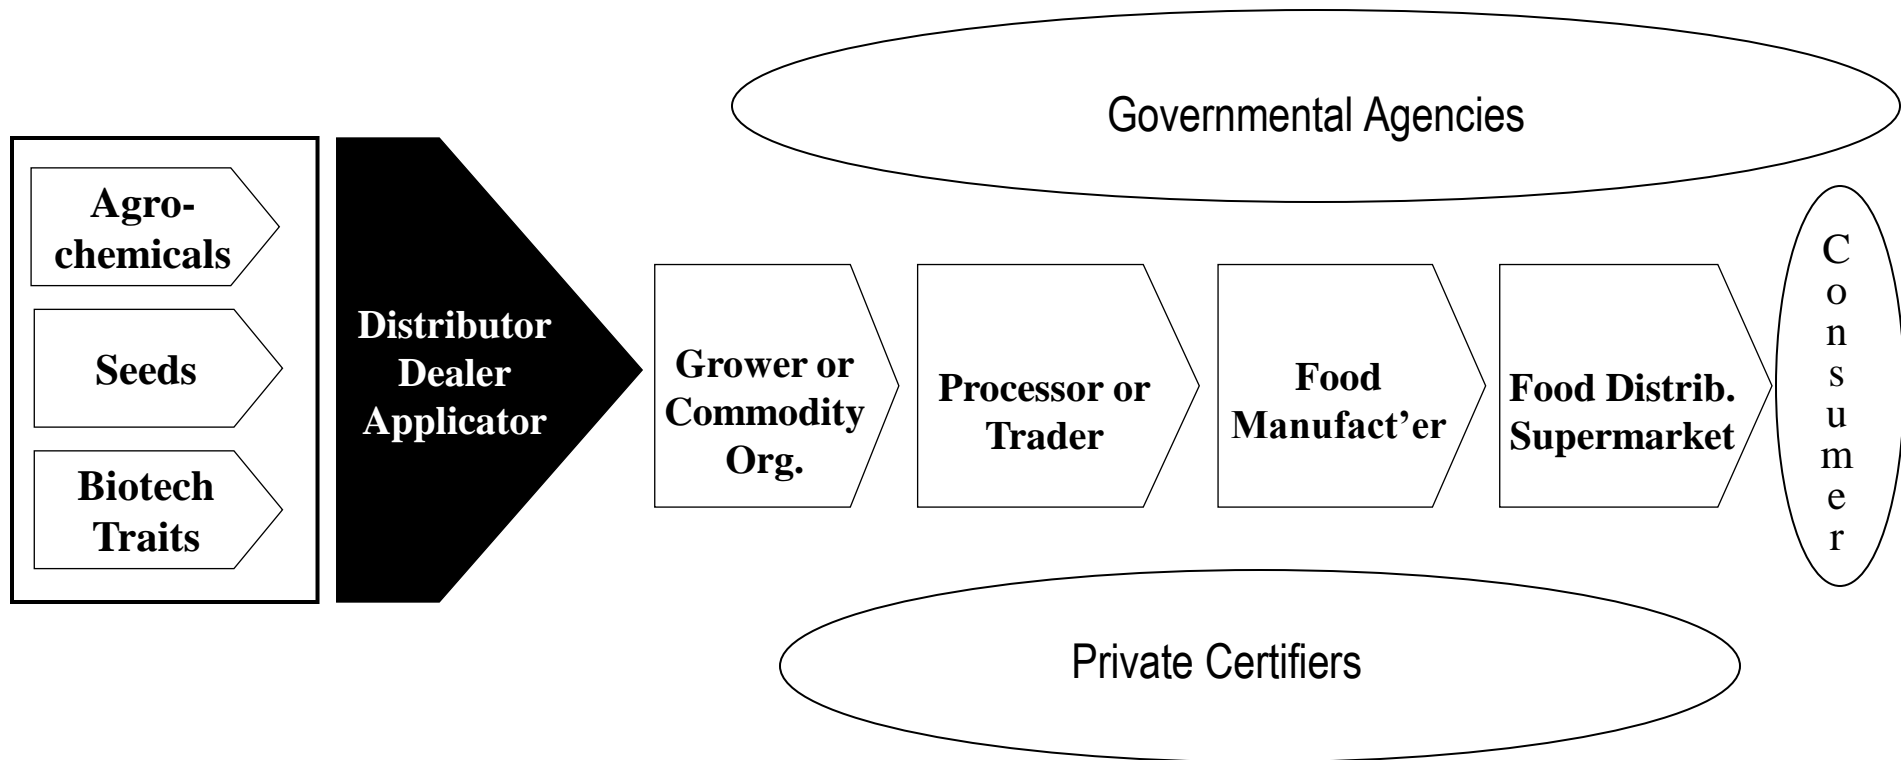 Governmental Agencies
Agro-
chemicals
Seeds
Biotech
Traits
Distributor
Dealer
Applicator
Grower or
Commodity
Org.
Processor or
Trader
Food
Manufact’er
Food Distrib.
Supermarket
C
o
n
s
u
m
e
r
Private Certifiers